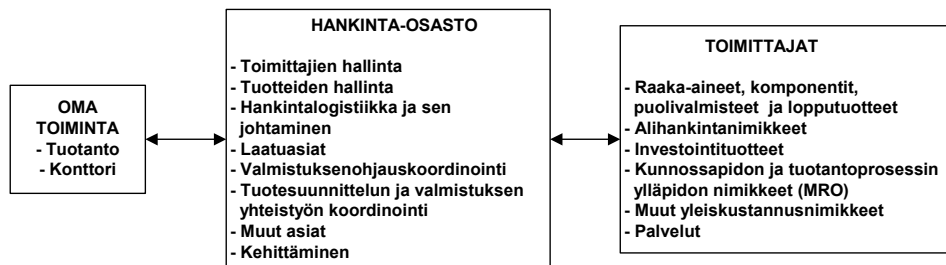 OMA
TOIMINTA
- Tuotanto
- Konttori
HANKINTA-OSASTO
- Toimittajien hallinta
- Tuotteiden hallinta
- Hankintalogistiikka ja sen
johtaminen
- Laatuasiat
- Valmistuksenohjauskoordinointi
- Tuotesuunnittelun ja valmistuksen
yhteistyön koordinointi
- Muut asiat
- Kehittäminen
TOIMITTAJAT
- Raaka-aineet, komponentit,
puolivalmisteet ja lopputuotteet
- Alihankintanimikkeet
- Investointituotteet
- Kunnossapidon ja tuotantoprosessin
ylläpidon nimikkeet (MRO)
- Muut yleiskustannusnimikkeet
- Palvelut